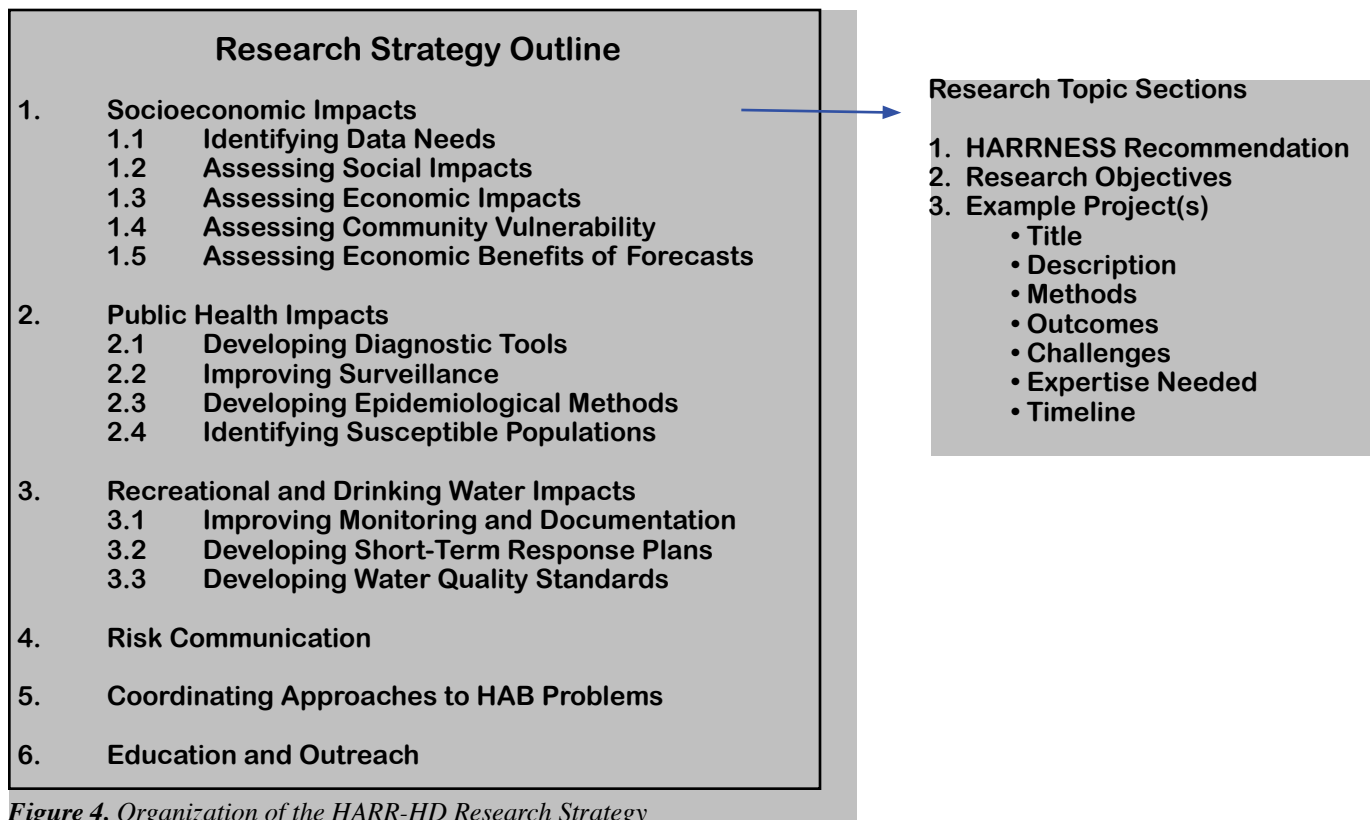 Research Strategy Outline
1. Socioeconomic Impacts
1.1 Identifying Data Needs
1.2 Assessing Social Impacts
1.3 Assessing Economic Impacts
1.4 Assessing Community Vulnerability
1.5 Assessing Economic Benefits of Forecasts
2. Public Health Impacts
2.1 Developing Diagnostic Tools
2.2 Improving Surveillance
2.3 Developing Epidemiological Methods
2.4 Identifying Susceptible Populations
3. Recreational and Drinking Water Impacts
3.1 Improving Monitoring and Documentation
3.2 Developing Short-Term Response Plans
3.3 Developing Water Quality Standards
4. Risk Communication
5. Coordinating Approaches to HAB Problems
6. Education and Outreach
Research Topic Sections
1. HARRNESS Recommendation
2. Research Objectives
3. Example Project(s)
• Title
• Description
• Methods
• Outcomes
• Challenges
• Expertise Needed
• Timeline
Figure 4. Organization of the HARR-HD Research Strategy